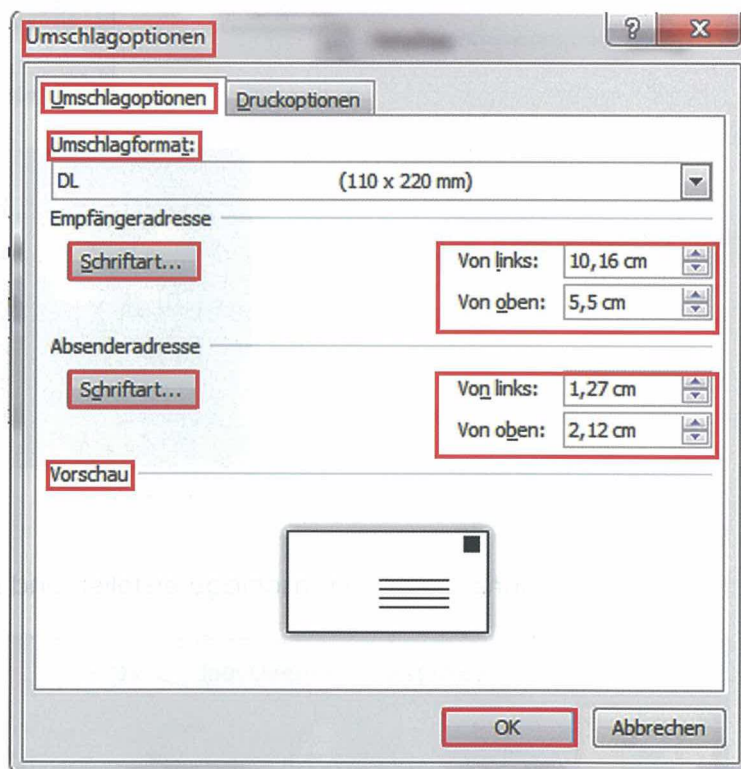 Umschlagoptionen
?
X
Umschlagoptionen Druckoptionen
Umschlagformat:
DL (110 x 220 mm)
Empfängeradresse
Schriftart... Von links: 10,16 cm
Von oben: 5,5 cm
Absenderadresse
Schriftart... Von links: 1,27 cm
Von oben: 2,12 cm
Vorschau
OK Abbrechen